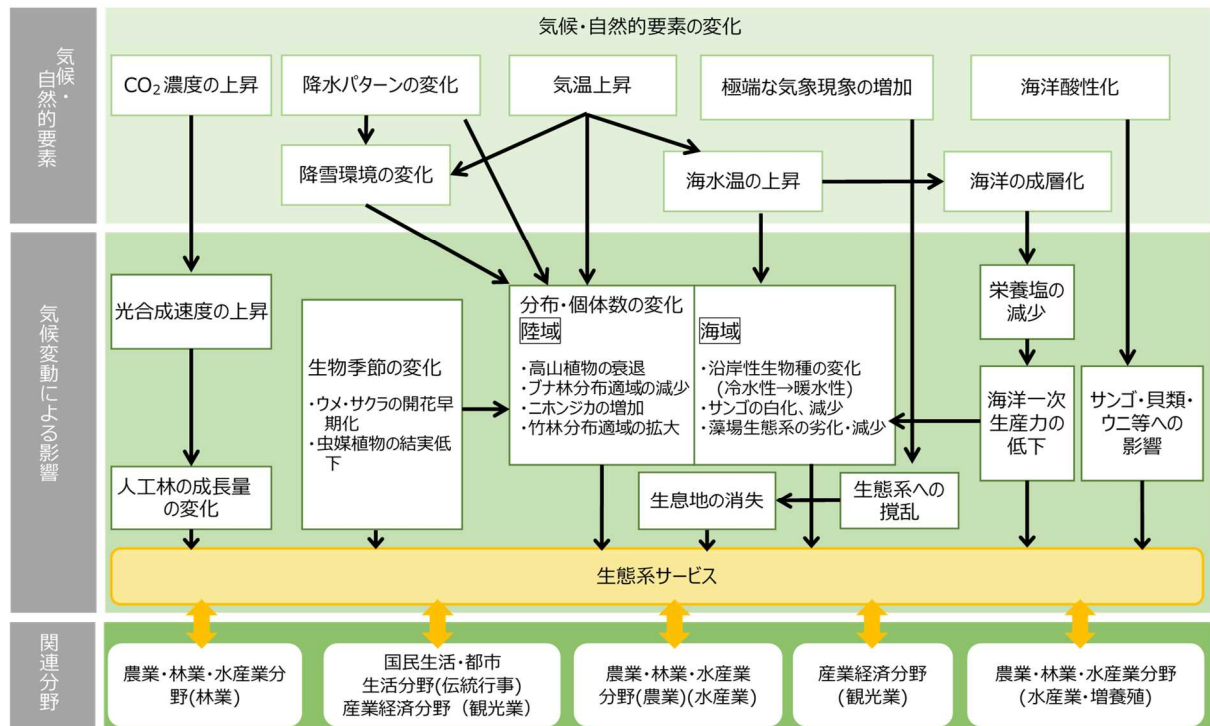 気候・
自然的要素
気候・自然的要素の変化
CO₂濃度の上昇
降水パターンの変化
気温上昇
極端な気象現象の増加
海洋酸性化
降雪環境の変化
海水温の上昇
海洋の成層化
気候変動による影響
光合成速度の上昇
人工林の成長量
の変化
生物季節の変化
・ウメ・サクラの開花早
期化
・虫媒植物の結実低
下
分布・個体数の変化
陸域
・高山植物の衰退
・ブナ林分布適域の減少
・ニホンジカの増加
・竹林分布適域の拡大
海域
・沿岸性生物種の変化
(冷水性→暖水性)
・サンゴの白化、減少
・藻場生態系の劣化・減少
栄養塩の
減少
海洋一次
生産力の
低下
サンゴ・貝類・
ウニ等への
影響
生息地の消失
生態系への
撹乱
生態系サービス
関連分野
農業・林業・水産業分
野(林業)
国民生活・都市
生活分野(伝統行事)
産業経済分野（観光業）
農業・林業・水産業
分野(農業)(水産業)
産業経済分野
(観光業)
農業・林業・水産業分野
(水産業・増養殖)